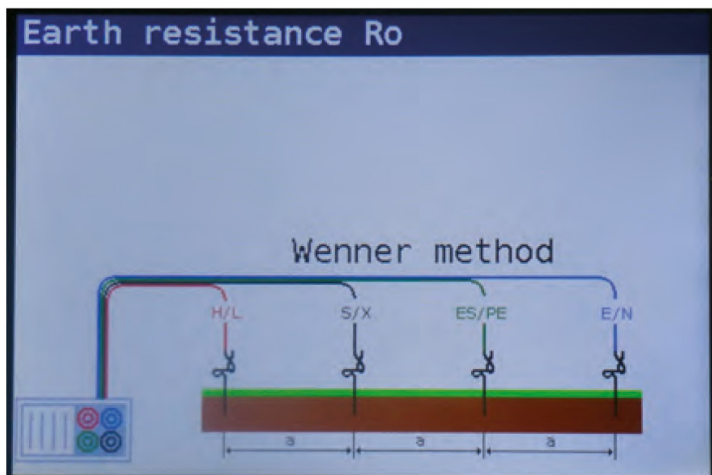 Earth resistance Ro
Wenner method
H/L S/X ES/PE E/N
a a a